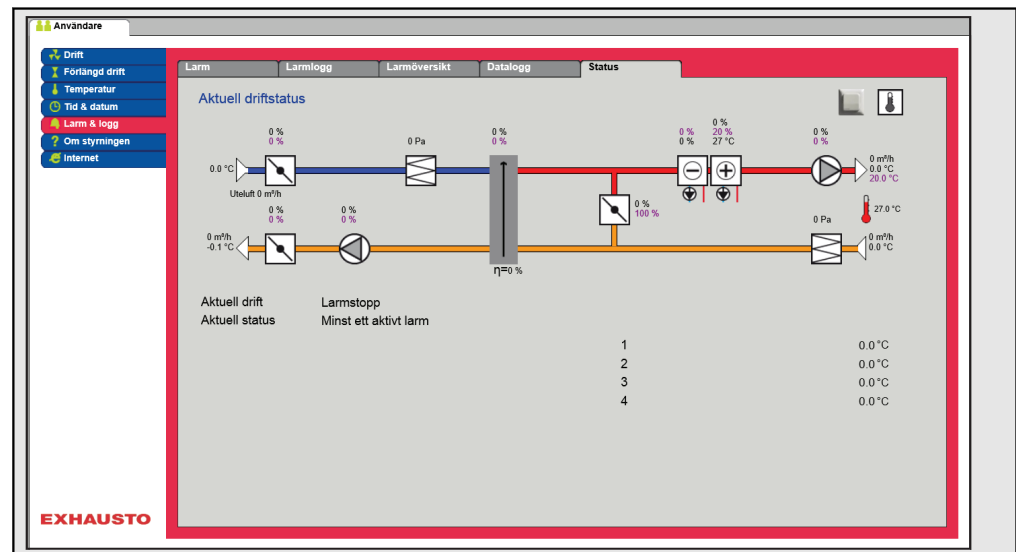 Användare
Drift
Förlängd drift
Temperatur
Tid & datum
Larm & logg
Om styrningen
Internet
Larm
Larmlogg
Larmöversikt
Datalogg
Status
Aktuell driftstatus
0 %
0 %
0 Pa
0 %
0 %
0 %
0 %
0 %
20 %
27 °C
0 %
0 %
0.0 °C
Uteluft 0 m³/h
0 m³/h
0.0 °C
20.0 °C
0 %
100 %
27.0 °C
0 %
0 %
0 %
0 %
0 Pa
0 m³/h
-0.1 °C
0 m³/h
0.0 °C
η=0 %
Aktuell drift Larmstopp
Aktuell status Minst ett aktivt larm
1 0.0 °C
2 0.0 °C
3 0.0 °C
4 0.0 °C
EXHAUSTO